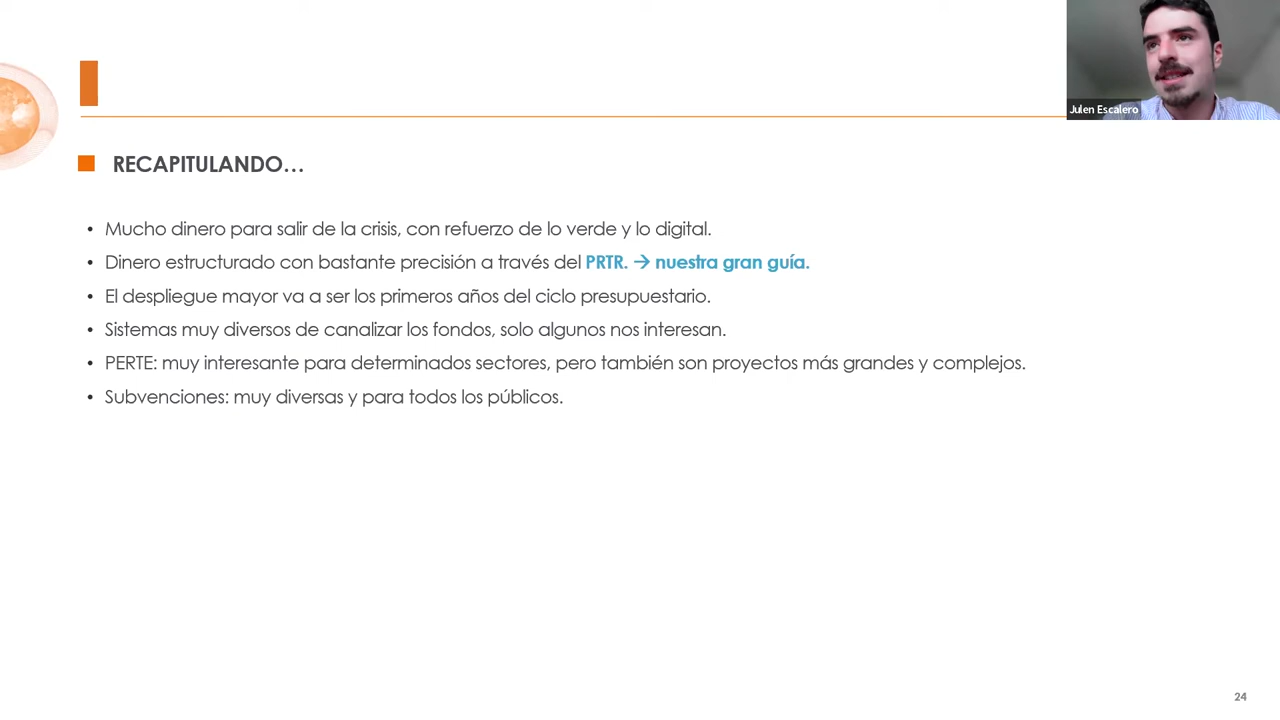 Julen Escalero
RECAPITULANDO...
• Mucho dinero para salir de la crisis, con refuerzo de lo verde y lo digital.
• Dinero estructurado con bastante precisión a través del PRTR. → nuestra gran guía.
• El despliegue mayor va a ser los primeros años del ciclo presupuestario.
• Sistemas muy diversos de canalizar los fondos, solo algunos nos interesan.
• PERTE: muy interesante para determinados sectores, pero también son proyectos más grandes y complejos.
• Subvenciones: muy diversas y para todos los públicos.
24